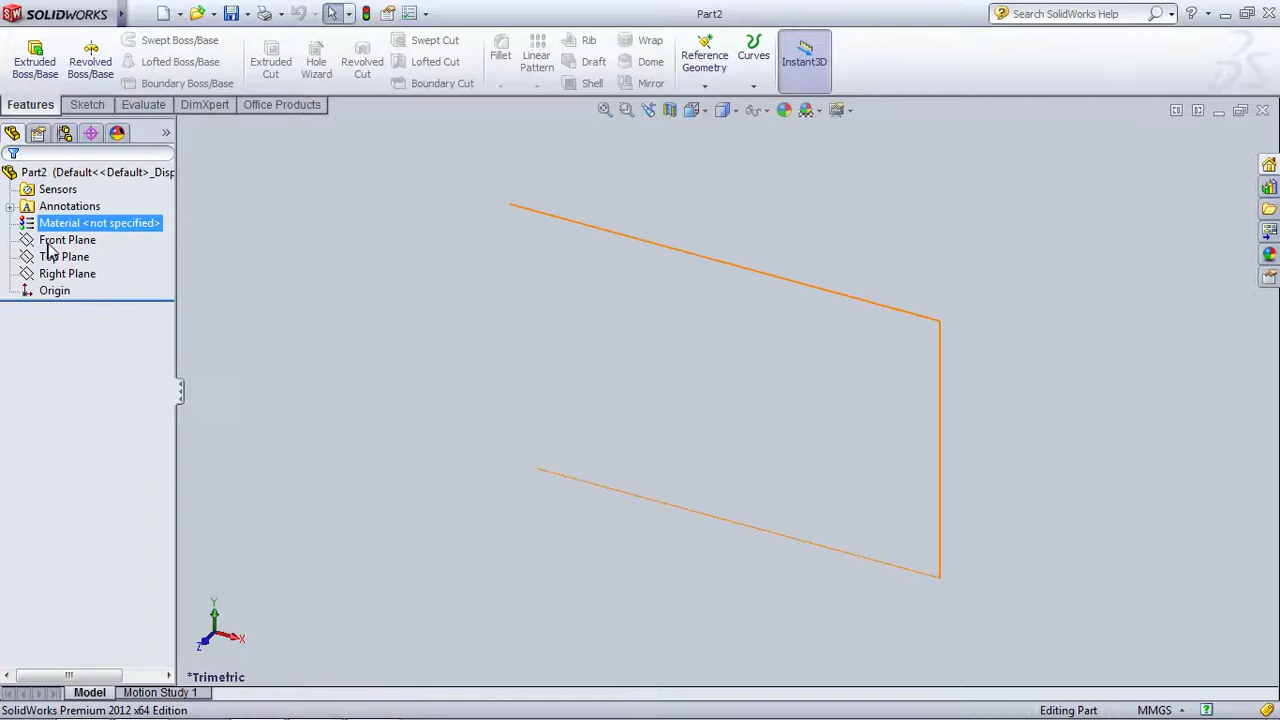 SOLIDWORKS
Part2
Search SolidWorks Help
Extruded Boss/Base
Revolved Boss/Base
Swept Boss/Base
Lofted Boss/Base
Boundary Boss/Base
Extruded Cut
Hole Wizard
Revolved Cut
Swept Cut
Lofted Cut
Boundary Cut
Fillet
Linear Pattern
Rib
Draft
Shell
Wrap
Dome
Mirror
Reference Geometry
Curves
Instant3D
Features
Sketch
Evaluate
DimXpert
Office Products
Part2 (Default<<Default>_Disp
Sensors
Annotations
Material <not specified>
Front Plane
Top Plane
Right Plane
Origin
Y
X
Z
*Trimetric
Model
Motion Study 1
SolidWorks Premium 2012 x64 Edition
Editing Part
MMGS